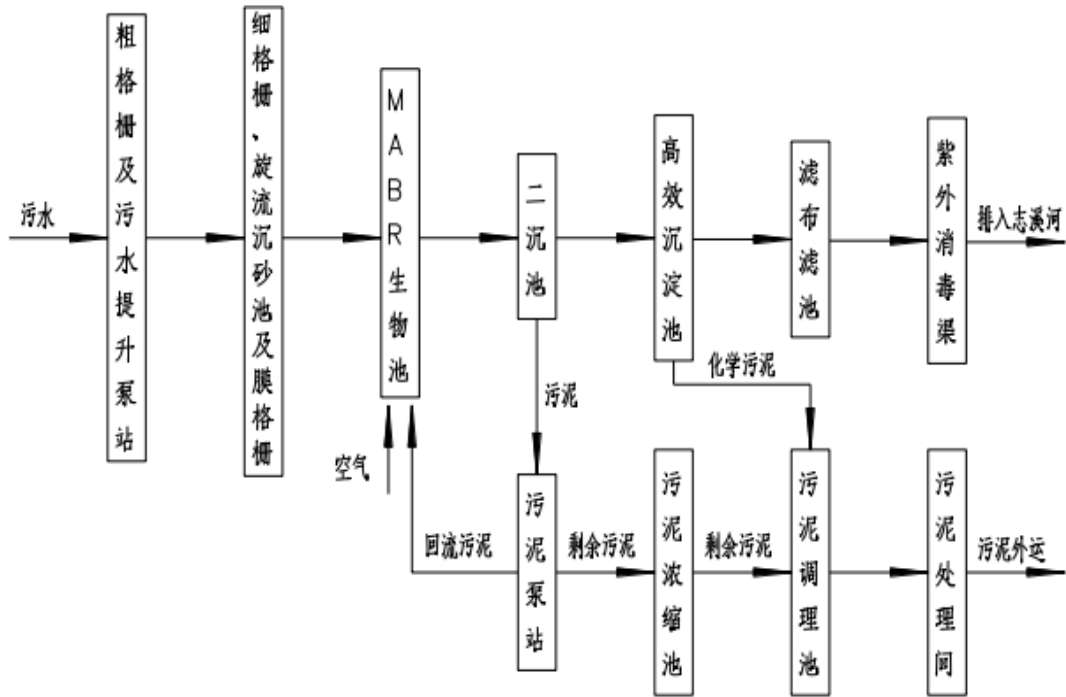 污水
粗格栅及污水提升泵站
细格栅、旋流沉砂池及膜格栅
MABR生物池
二沉池
高效沉淀池
滤布滤池
紫外消毒渠
排入志溪河
化学污泥
污泥
空气
回流污泥
污泥泵站
剩余污泥
污泥浓缩池
剩余污泥
污泥调理池
污泥处理间
污泥外运